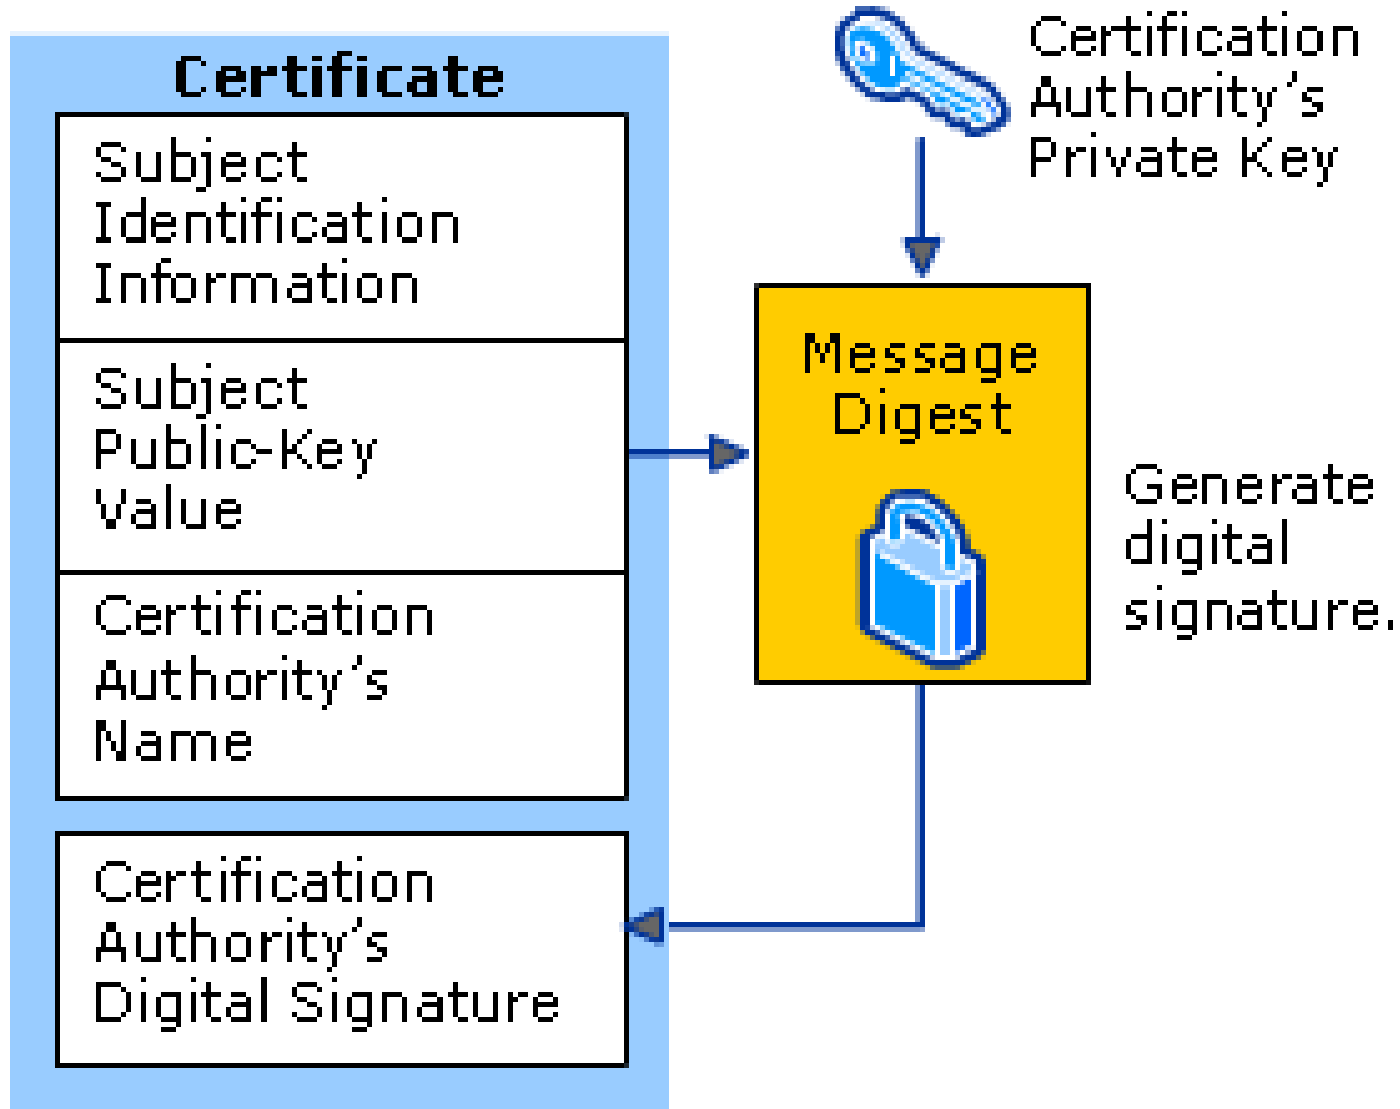 Certificate
Subject
Identification
Information
Subject
Public-Key
Value
Certification
Authority's
Name
Certification
Authority's
Digital Signature
Certification
Authority's
Private Key
Message
Digest
Generate
digital
signature.